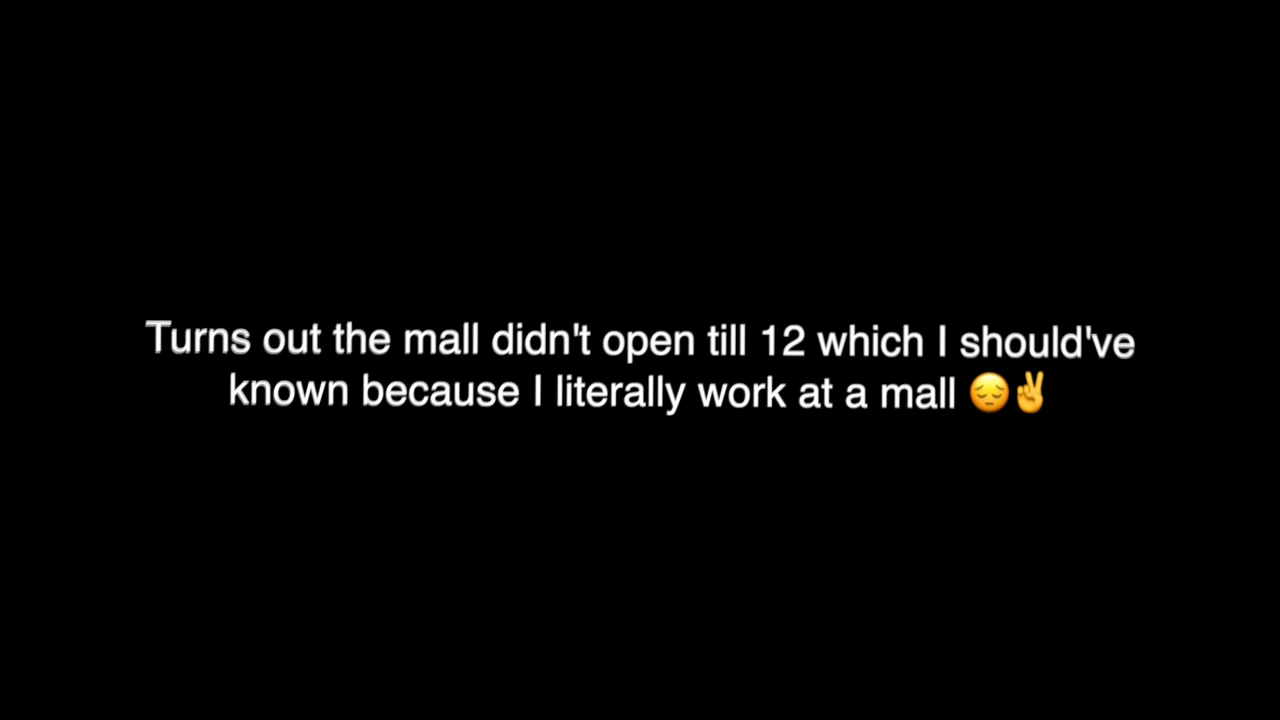 Turns out the mall didn't open till 12 which I should've
known because I literally work at a mall 😔✌